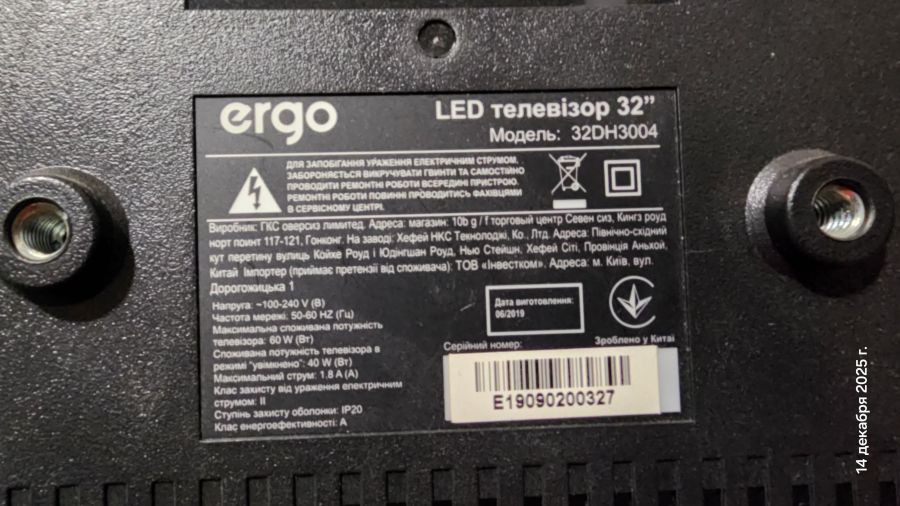 ergo
LED телевізор 32”
Модель: 32DH3004
ДЛЯ ЗАПОБІГАННЯ УРАЖЕННЯ ЕЛЕКТРИЧНИМ СТРУМОМ,
ЗАБОРОНЯЄТЬСЯ ВИКРУЧУВАТИ ГВИНТИ ТА САМОСТІЙНО
ПРОВОДИТИ РЕМОНТНІ РОБОТИ ВСЕРЕДИНІ ПРИСТРОЮ.
РЕМОНТНІ РОБОТИ ПОВИННІ ПРОВОДИТИСЬ ФАХІВЦЯМИ
В СЕРВІСНОМУ ЦЕНТРІ.
Виробник: ГКС оверсиз лимитед. Адреса: магазин: 10b g / f торговый центр Севен сиз, Кингз роуд
норт поинт 117-121, Гонконг. На заводі: Хефей НКС Текнолоджі, Ко., Лтд. Адреса: Північно-східний
кут перетину вулиць Койхе Роуд і Юдінгшан Роуд, Нью Стейшн, Хефей Сіті, Провінція Аньхой,
Китай Імпортер (приймає претензії від споживача): ТОВ «Інвестком». Адреса: м. Київ, вул.
Дорогожицька 1
Напруга: ~100-240 V (В)
Частота мережі: 50-60 HZ (Гц)
Максимальна споживана потужність
телевізора: 60 W (Вт)
Споживана потужність телевізора в
режимі "увімкнено": 40 W (Вт)
Максимальний струм: 1.8 A (А)
Клас захисту від ураження електричним
струмом: II
Ступінь захисту оболонки: IP20
Клас енергоефективності: А
Дата виготовлення:
06/2019
Серійний номер:
Зроблено у Китаї
E19090200327
14 декабря 2025 г.